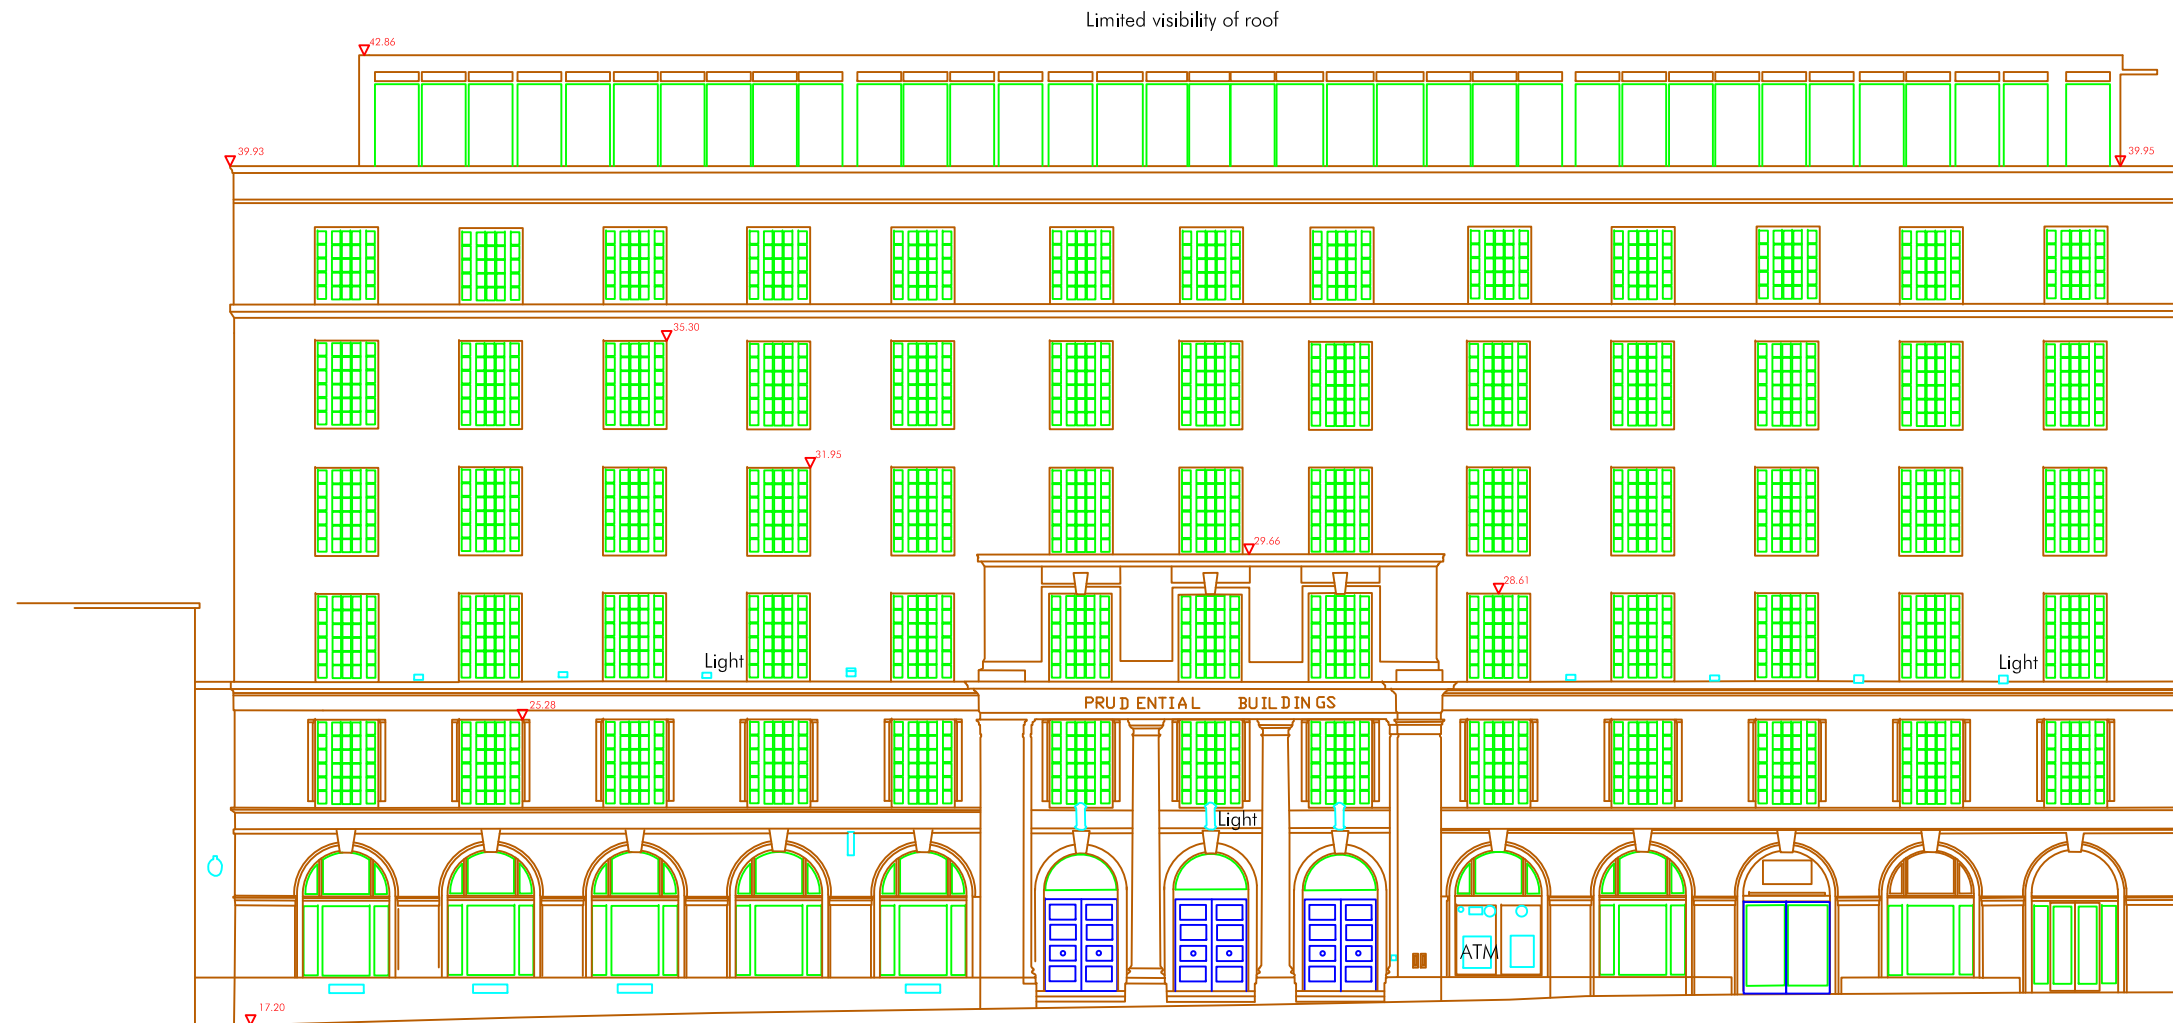 Limited visibility of roof
42.86
39.93
39.95
35.30
31.95
29.66
28.61
Light
Light
PRUDENTIAL BUILDINGS
25.28
Light
ATM
17.20